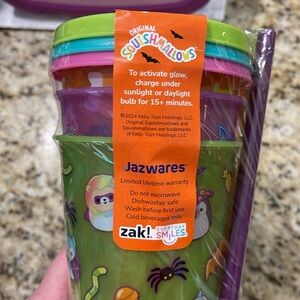 ORIGINAL
SQUISHMALLOWS
To activate glow,
charge under
sunlight or daylight
bulb for 15+ minutes.
©2024 Kelly Toys Holdings, LLC.
Original Squishmallows and
Squishmallows are trademarks
of Kelly Toys Holdings, LLC.
Jazwares
Limited lifetime warranty
Do not microwave
Dishwasher safe
Wash before first use
Cold beverages only
zak!
EVERYDAY
SMILES